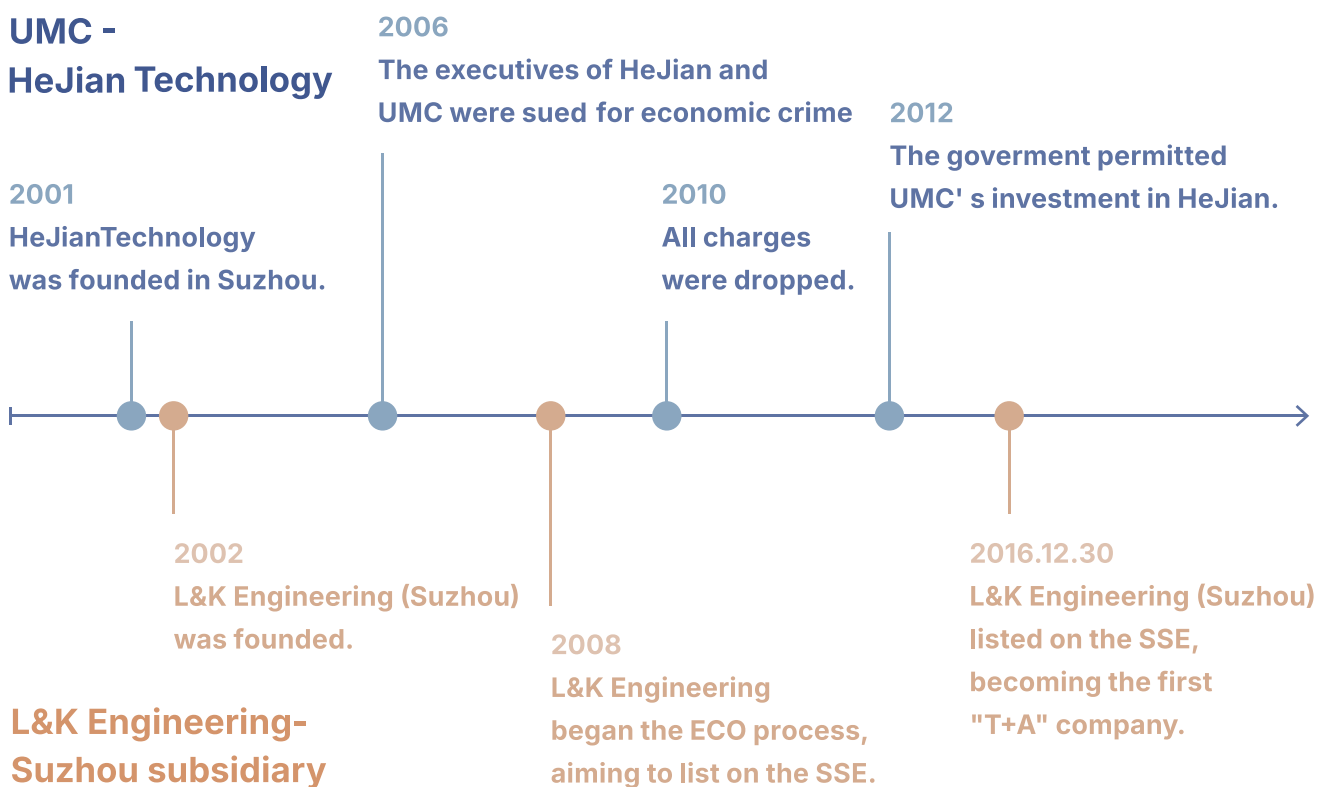 UMC -
HeJian Technology
2001
HeJianTechnology
was founded in Suzhou.
2006
The executives of HeJian and
UMC were sued for economic crime
2010
All charges
were dropped.
2012
The goverment permitted
UMC' s investment in HeJian.
2002
L&K Engineering (Suzhou)
was founded.
2008
L&K Engineering
began the ECO process,
aiming to list on the SSE.
2016.12.30
L&K Engineering (Suzhou)
listed on the SSE,
becoming the first
"T+A" company.
L&K Engineering-
Suzhou subsidiary